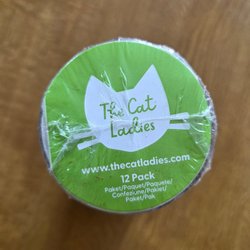 The Cat
Ladies
www.thecatladies.com
12 Pack
Paket/Paquet/Paquete/
Confezione/Pakiet/
Paket/Pak